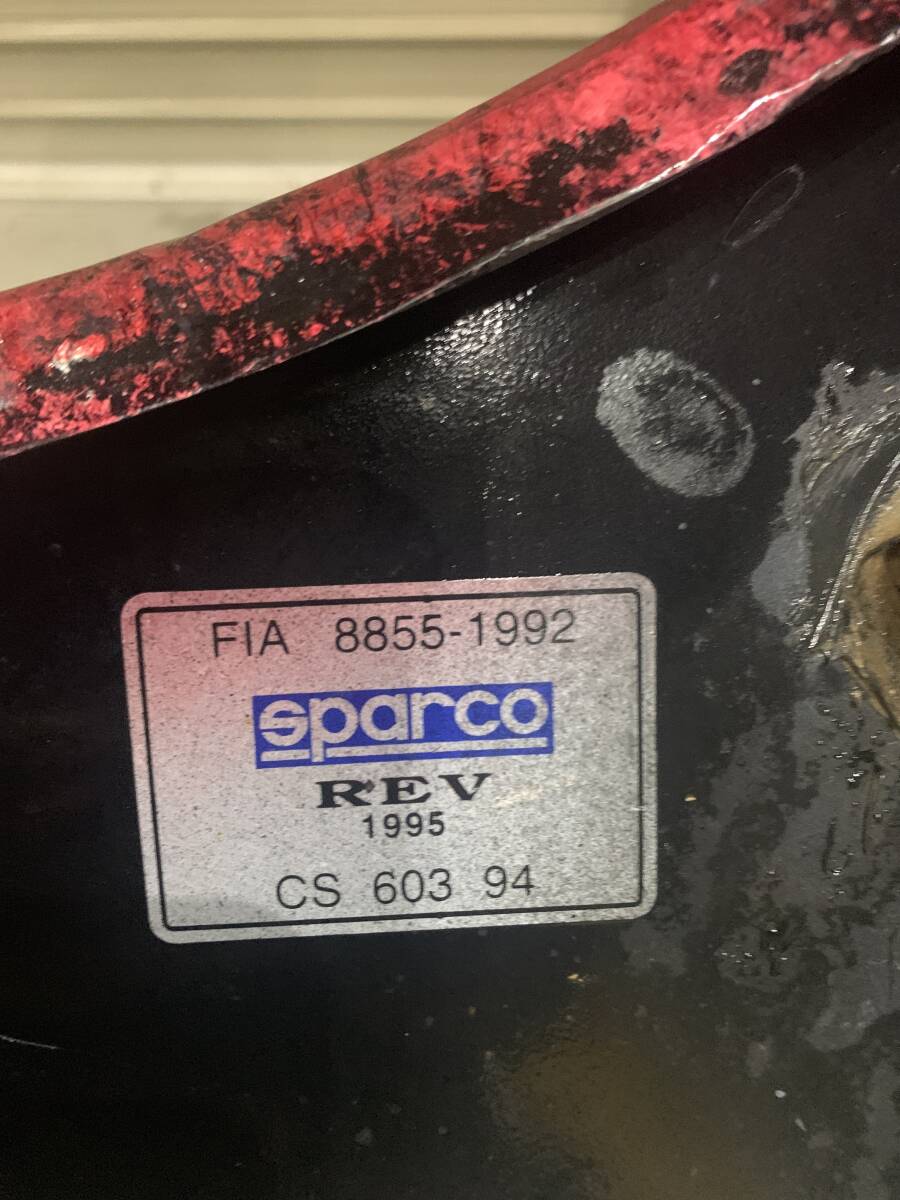 FIA 8855-1992
sparco
REV
1995
CS 603 94